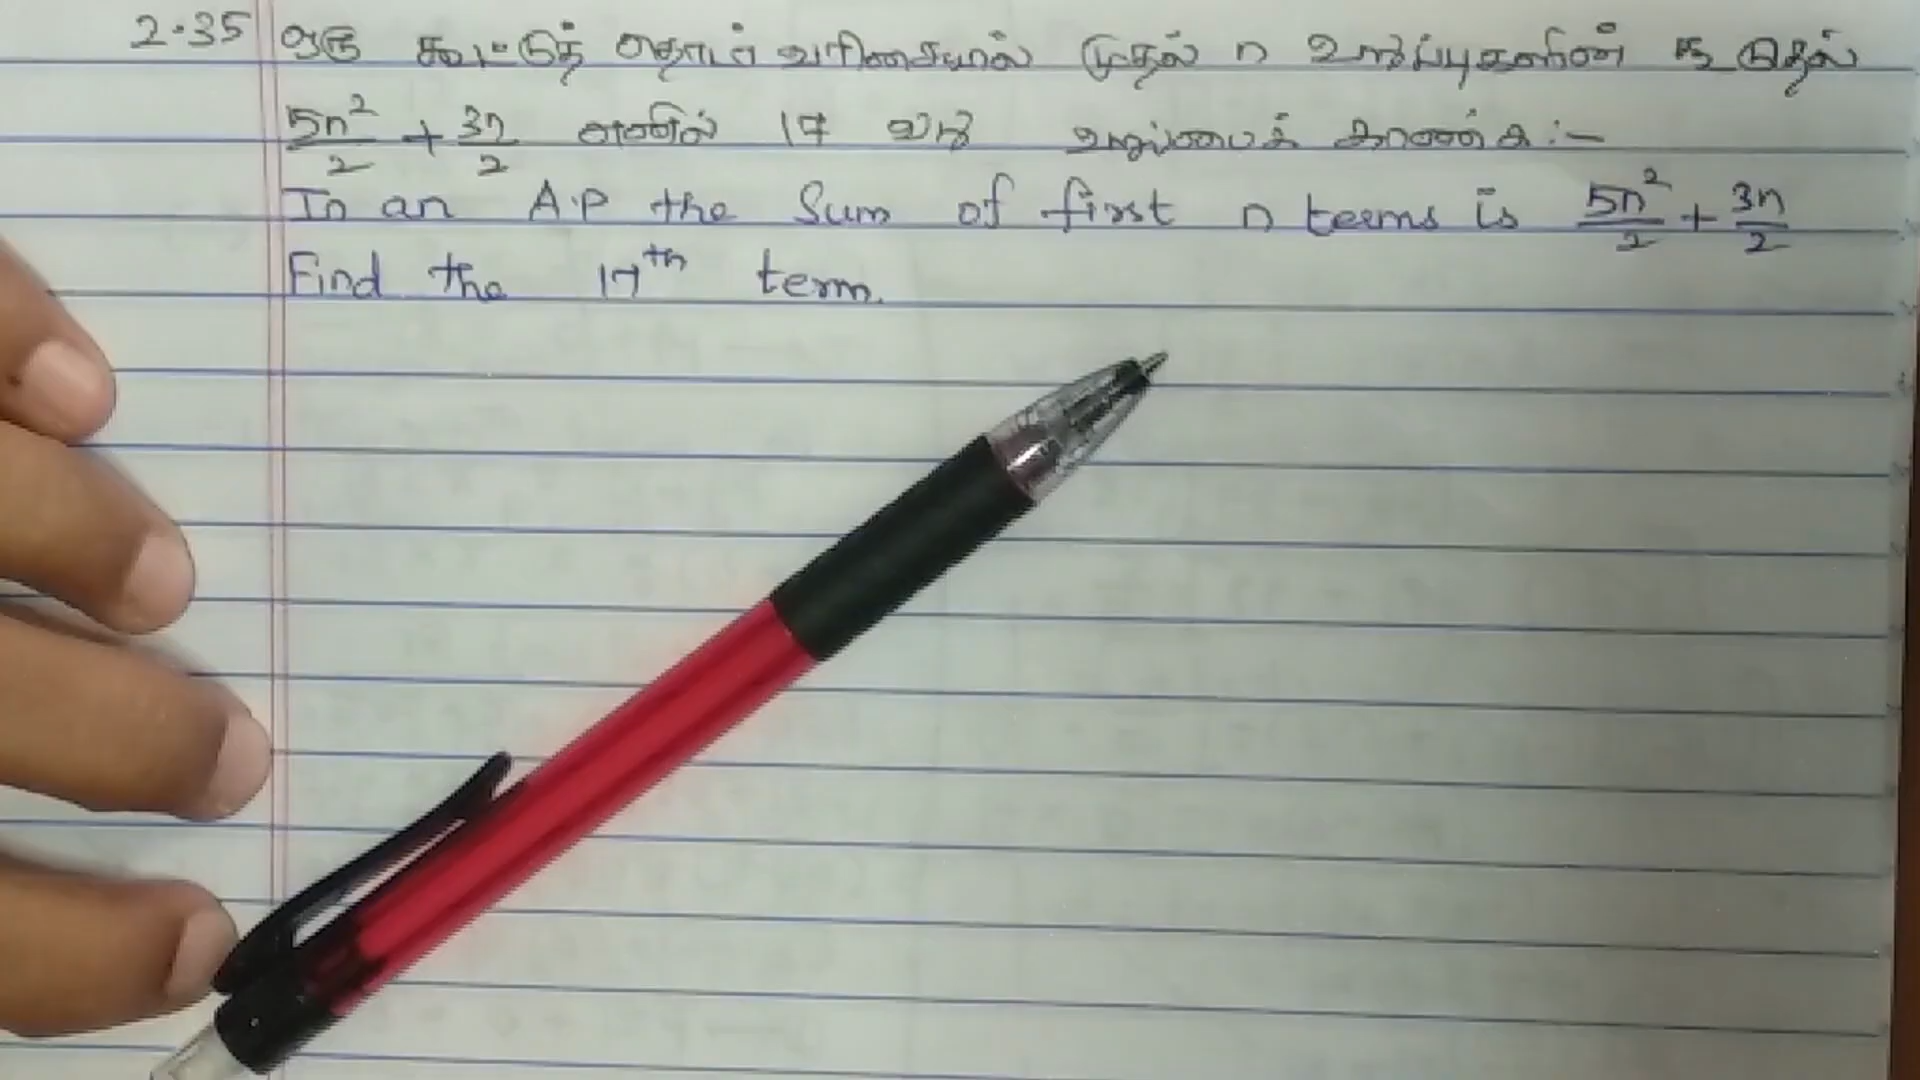 2.35 ஒரு கூட்டுத் தொடர் வரிசையில் முதல் n உறுப்புகளின் கூடுதல்
5n²/2 + 3n/2 எனில் 17 வது உறுப்பைக் காண்க :-
In an A.P the Sum of first n terms is 5n²/2 + 3n/2
Find the 17th term.